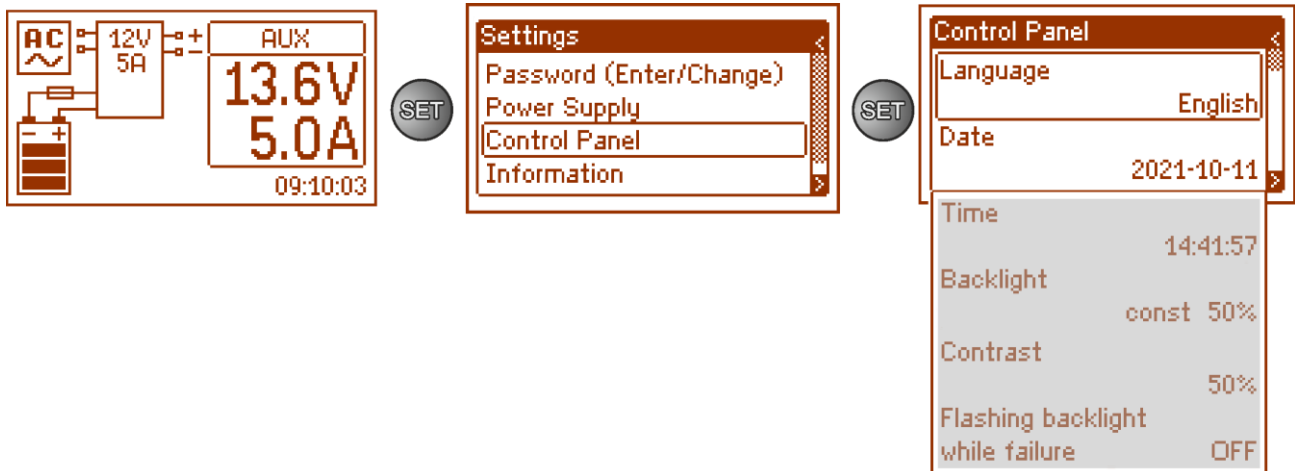 AC
12V
5A
+
-
AUX
13.6V
5.0A
- +
09:10:03
SET
Settings
Password (Enter/Change)
Power Supply
Control Panel
Information
SET
Control Panel
Language
English
Date
2021-10-11
Time
14:41:57
Backlight
const 50%
Contrast
50%
Flashing backlight
while failure OFF